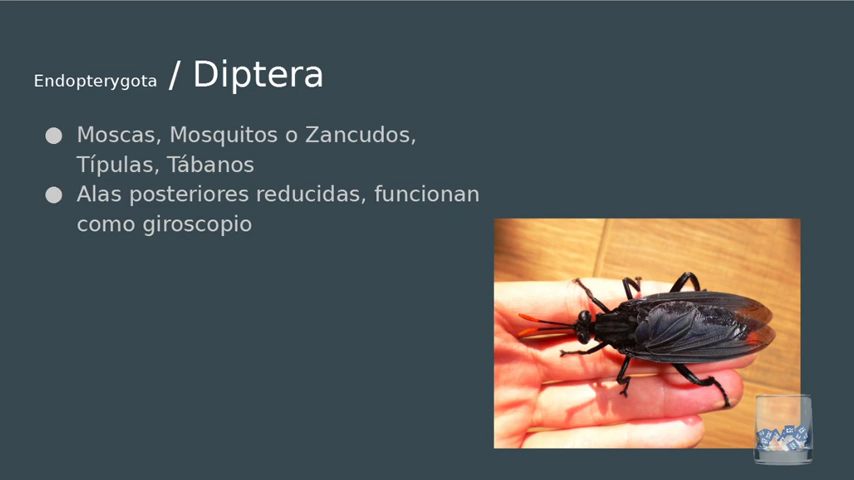 Endopterygota / Diptera
● Moscas, Mosquitos o Zancudos,
Típulas, Tábanos
● Alas posteriores reducidas, funcionan
como giroscopio